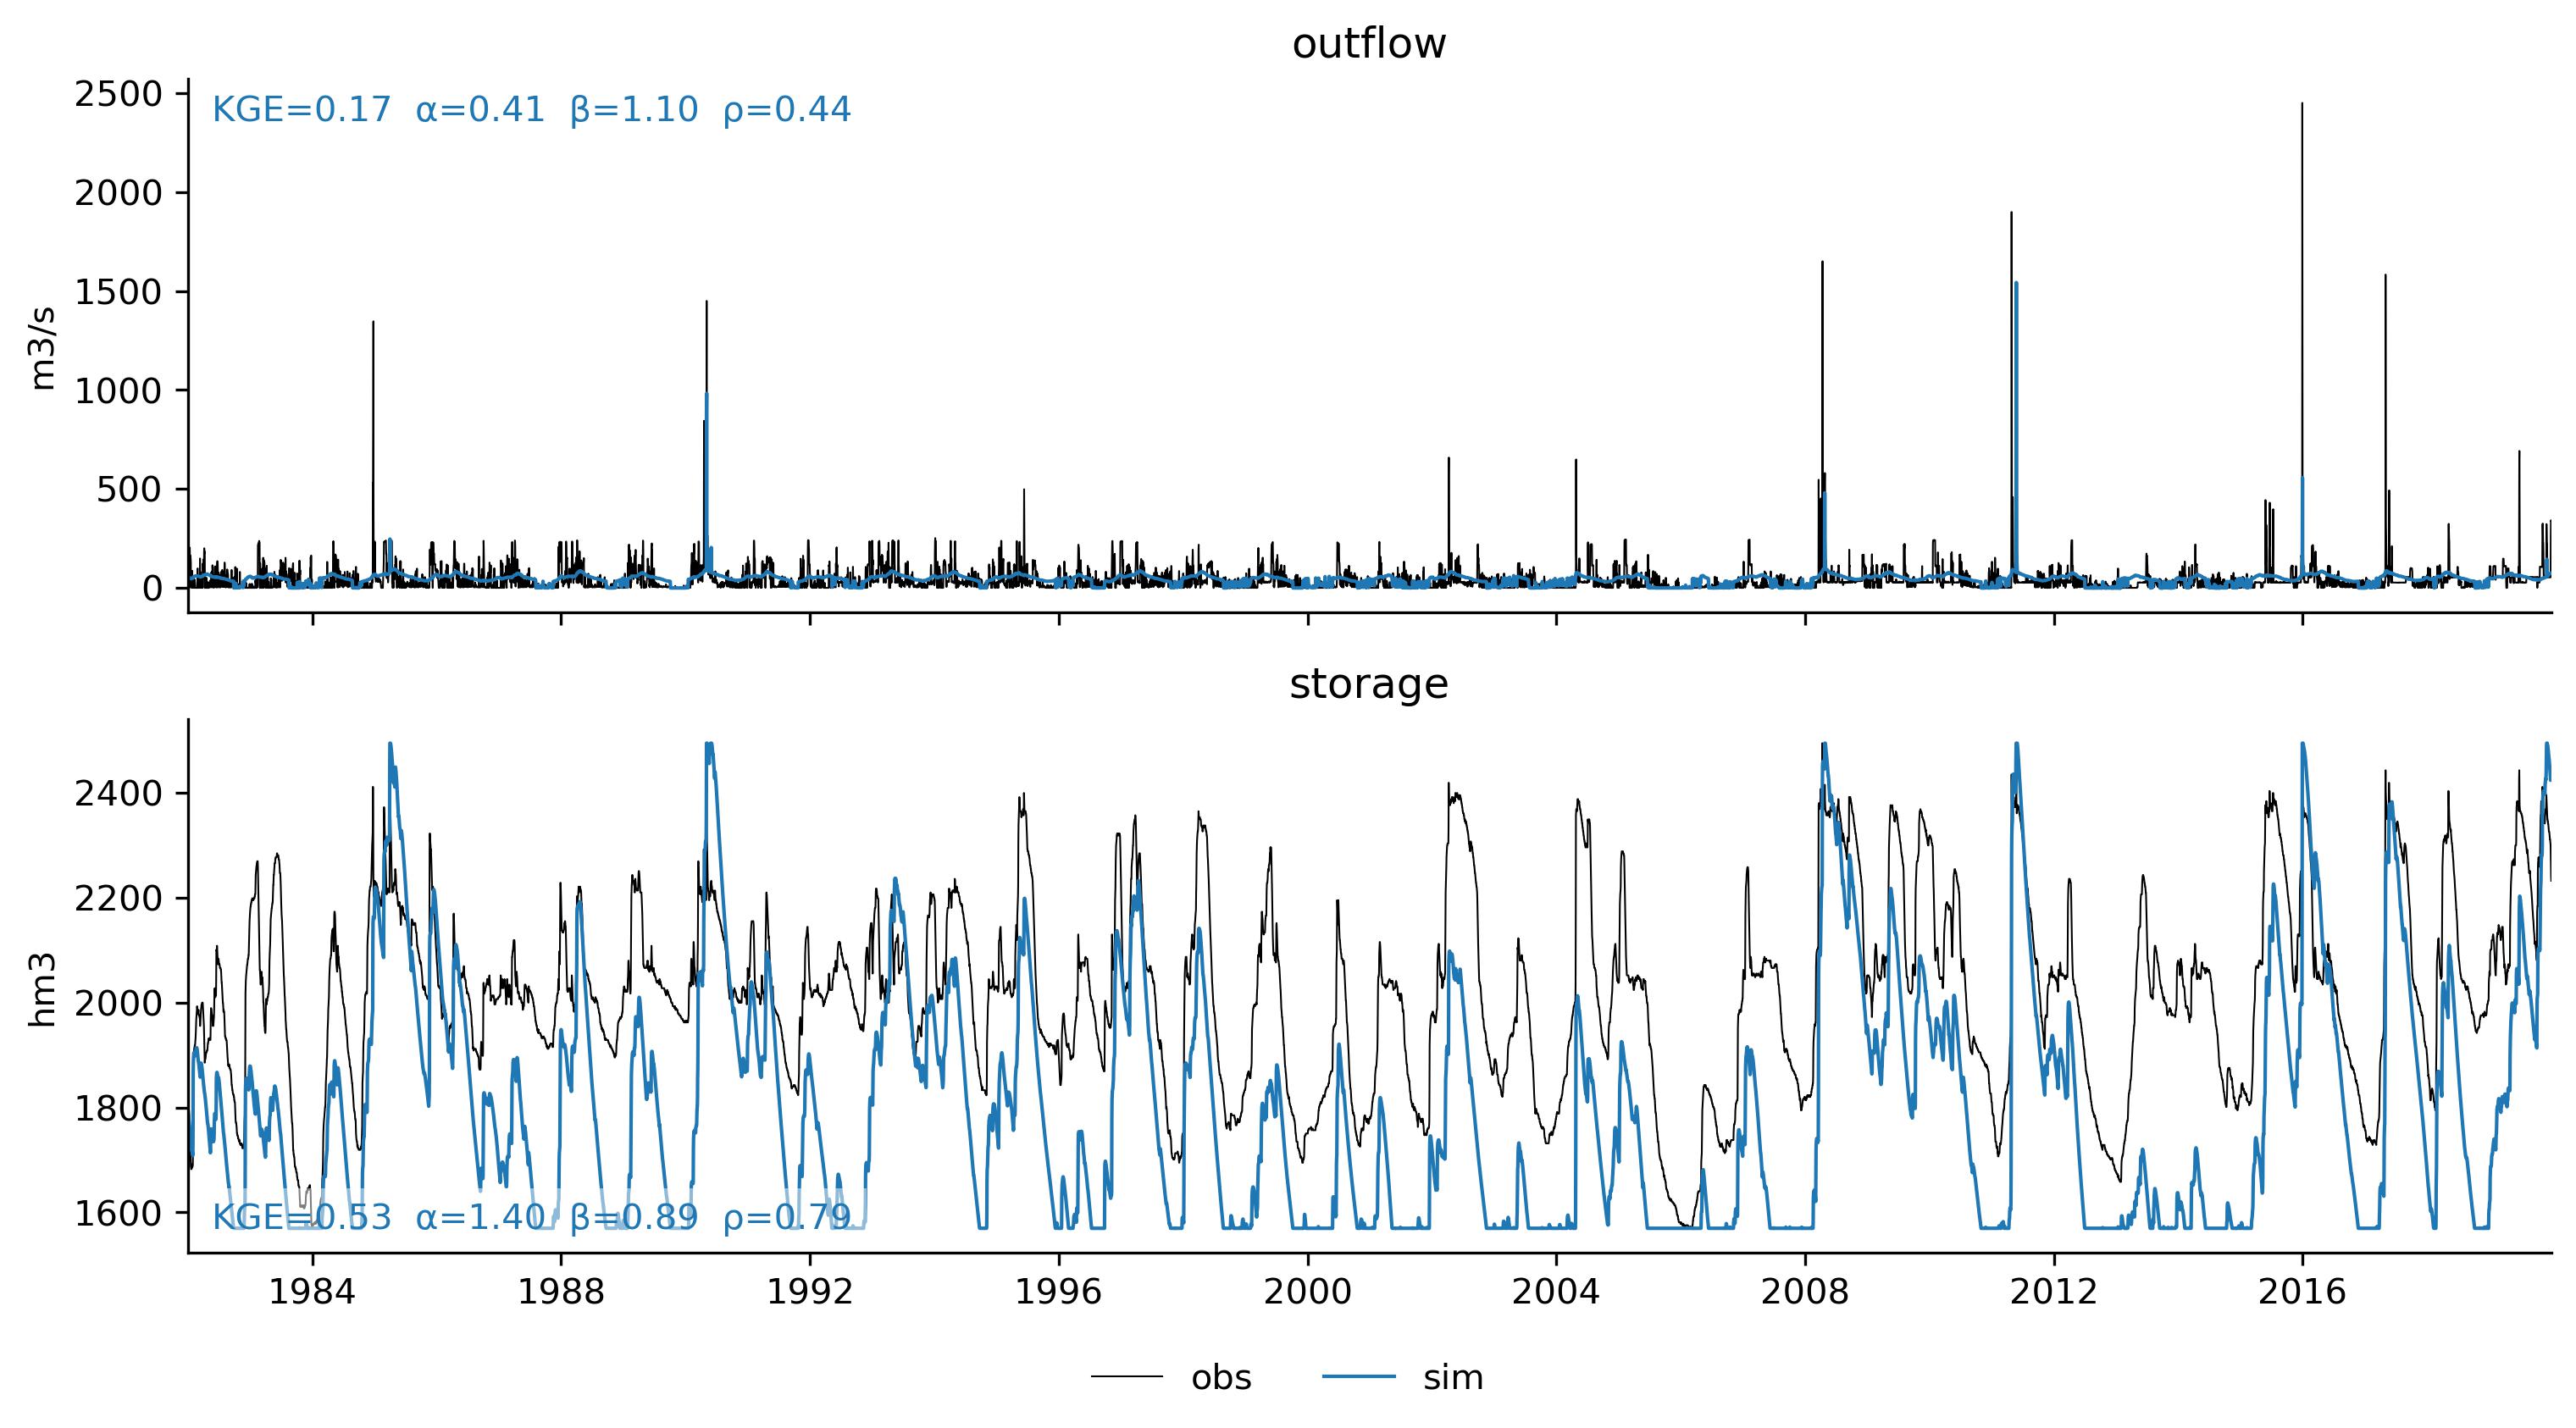 outflow
2500
2000
1500
1000
500
0
m3/s
KGE=0.17 α=0.41 β=1.10 ρ=0.44
storage
2400
2200
2000
1800
1600
hm3
KGE=0.53 α=1.40 β=0.89 ρ=0.79
1984 1988 1992 1996 2000 2004 2008 2012 2016
obs sim